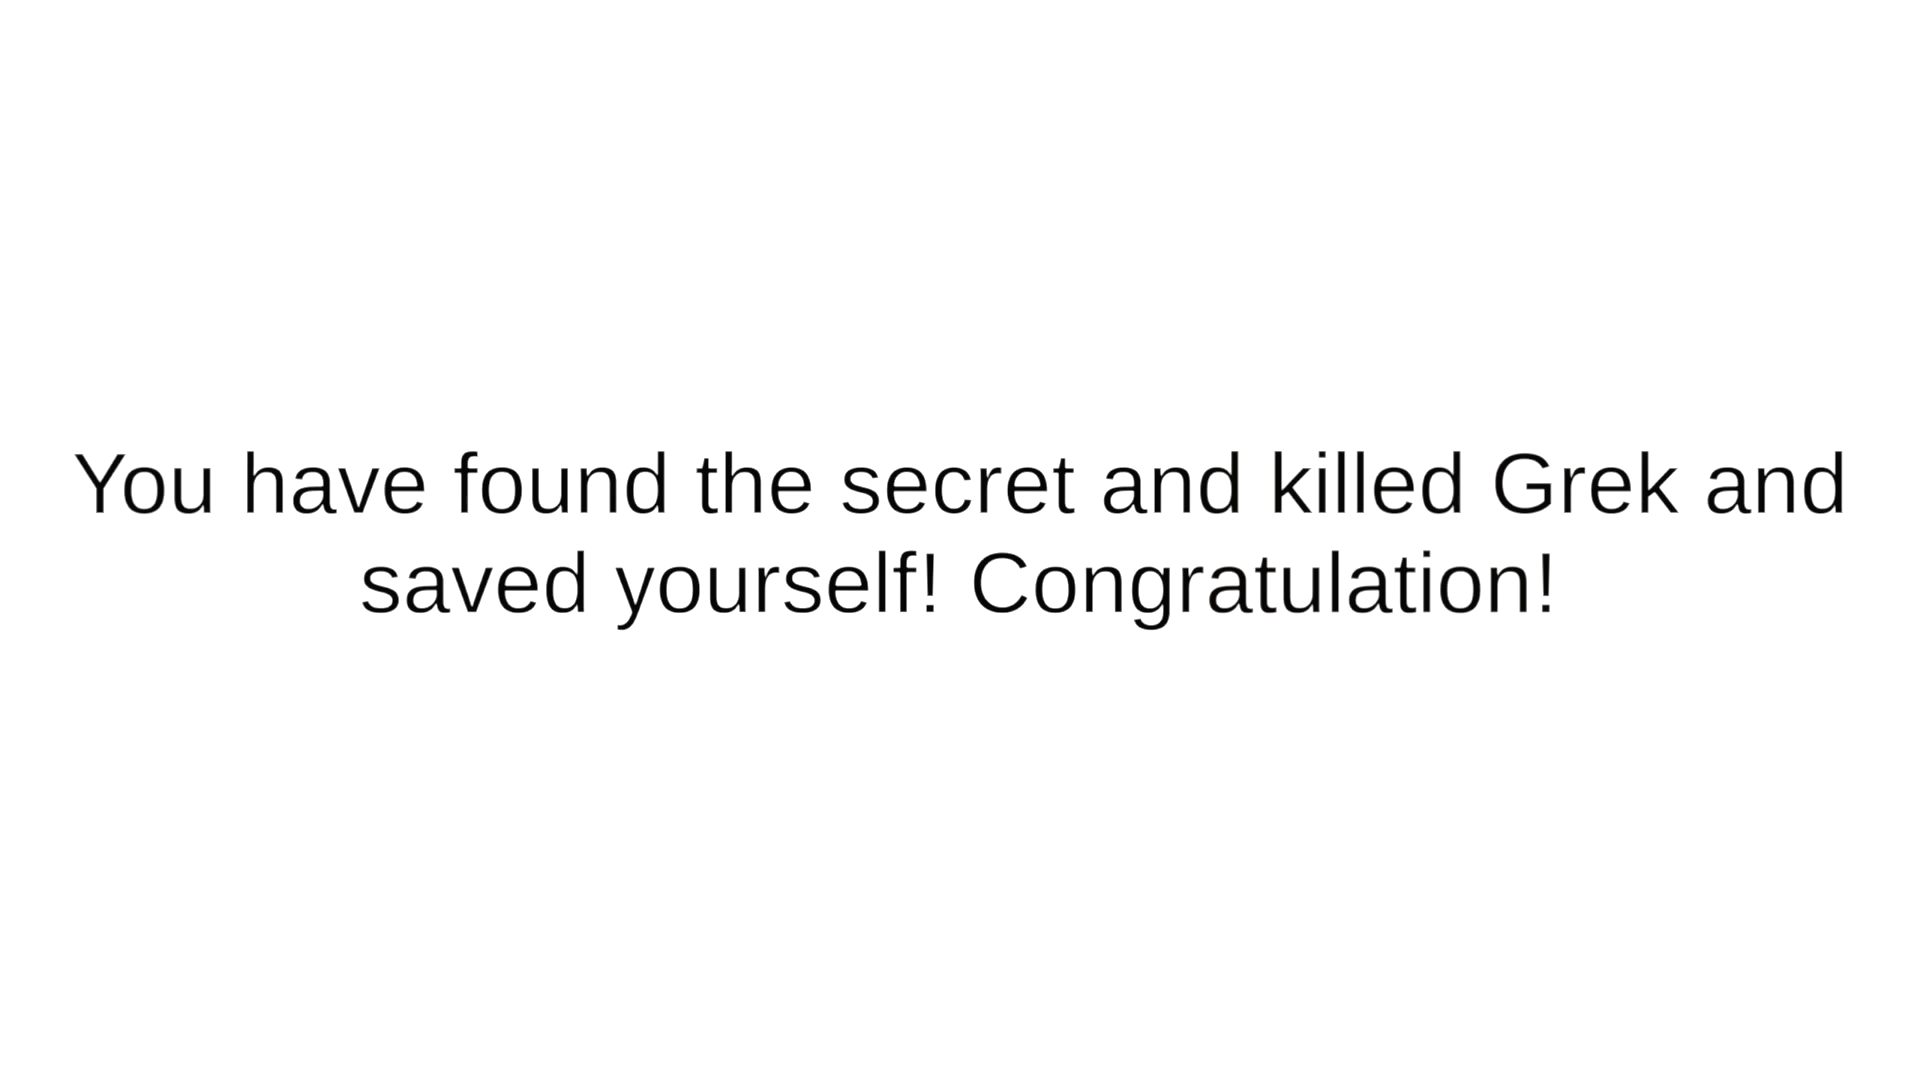 You have found the secret and killed Grek and
saved yourself! Congratulation!